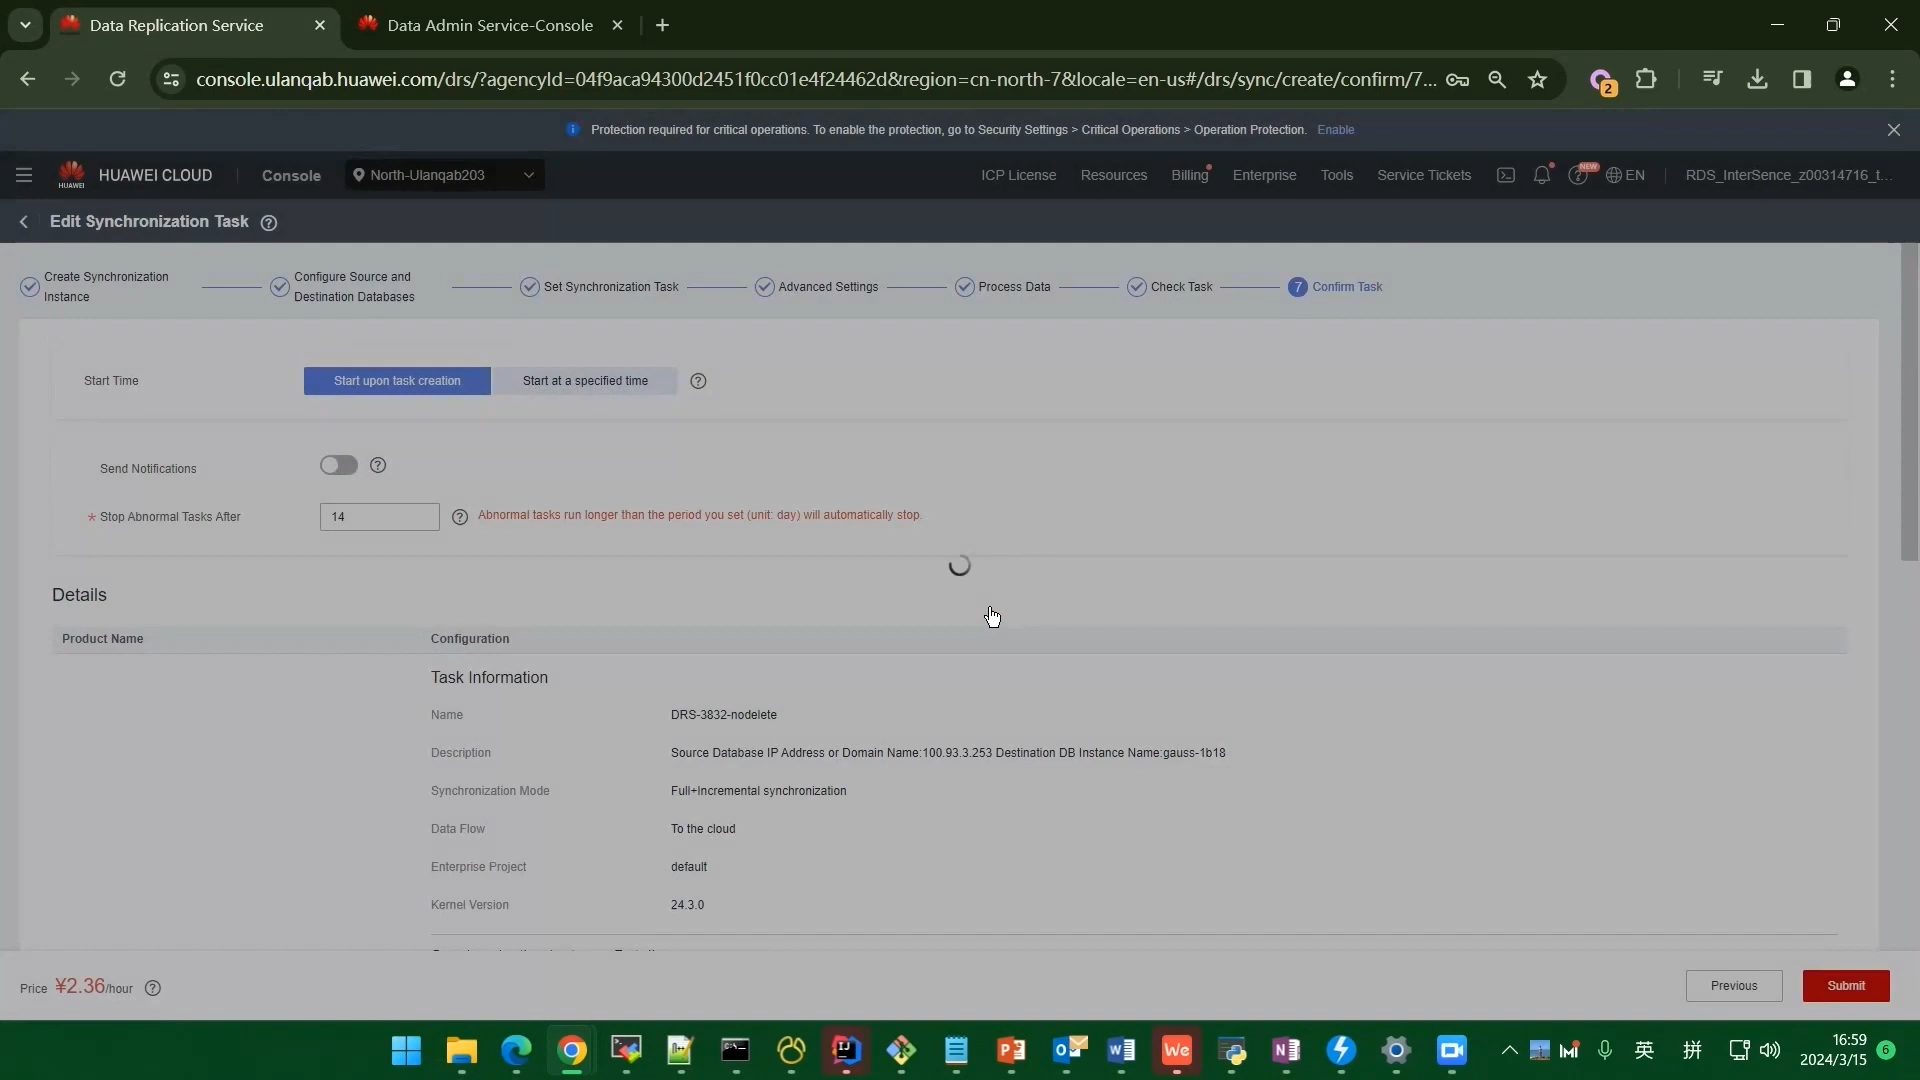 Data Replication Service
Data Admin Service-Console
console.ulanqab.huawei.com/drs/?agencyId=04f9aca94300d2451f0cc01e4f24462d&region=cn-north-7&locale=en-us#/drs/sync/create/confirm/7...
2
Protection required for critical operations. To enable the protection, go to Security Settings > Critical Operations > Operation Protection. Enable
HUAWEI
HUAWEI CLOUD
Console
North-Ulanqab203
ICP License
Resources
Billing
Enterprise
Tools
Service Tickets
NEW
EN
RDS_InterSence_z00314716_t...
Edit Synchronization Task
Create Synchronization
Instance
Configure Source and
Destination Databases
Set Synchronization Task
Advanced Settings
Process Data
Check Task
7 Confirm Task
Start Time
Start upon task creation
Start at a specified time
Send Notifications
* Stop Abnormal Tasks After
14
Abnormal tasks run longer than the period you set (unit: day) will automatically stop.
Details
Product Name
Configuration
Task Information
Name
DRS-3832-nodelete
Description
Source Database IP Address or Domain Name:100.93.3.253 Destination DB Instance Name:gauss-1b18
Synchronization Mode
Full+Incremental synchronization
Data Flow
To the cloud
Enterprise Project
default
Kernel Version
24.3.0
Price ¥2.36/hour
Previous
Submit
We
英
拼
16:59
2024/3/15
6